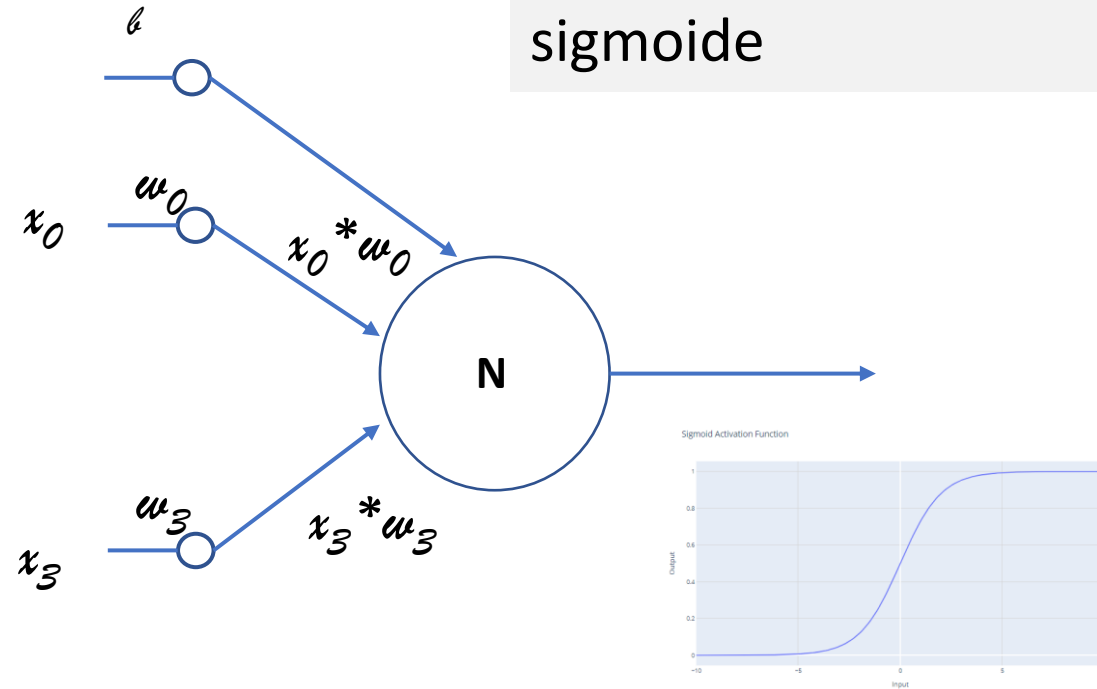 b
sigmoide
w0
x0
x0*w0
N
Sigmoid Activation Function
1
0.8
0.6
0.4
0.2
0
Output
−10
−5
0
5
Input
w3
x3*w3
x3